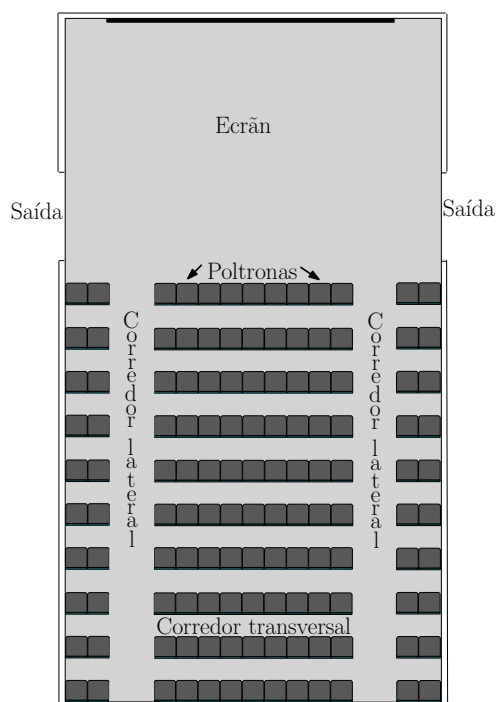 Ecrãn
Saída
Saída
Poltronas
Corredor lateral
Corredor lateral
Corredor transversal